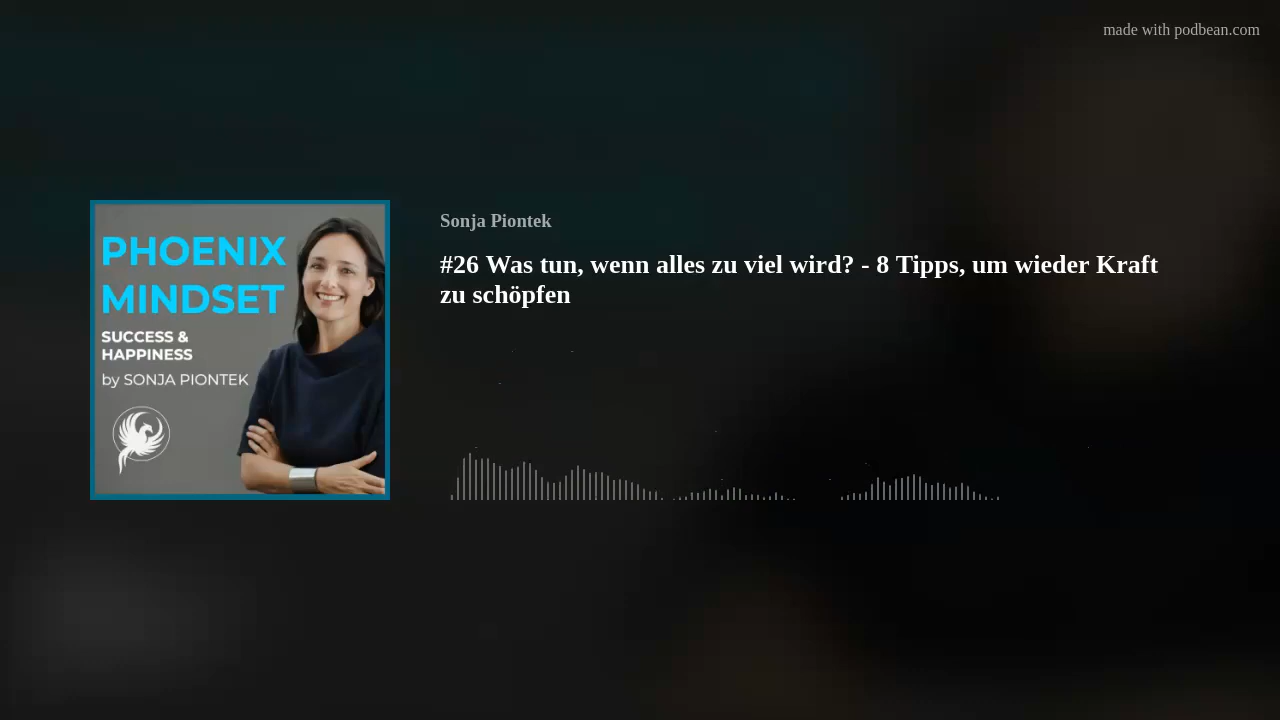 made with podbean.com
PHOENIX
MINDSET
SUCCESS &
HAPPINESS
by SONJA PIONTEK
Sonja Piontek
#26 Was tun, wenn alles zu viel wird? - 8 Tipps, um wieder Kraft
zu schöpfen